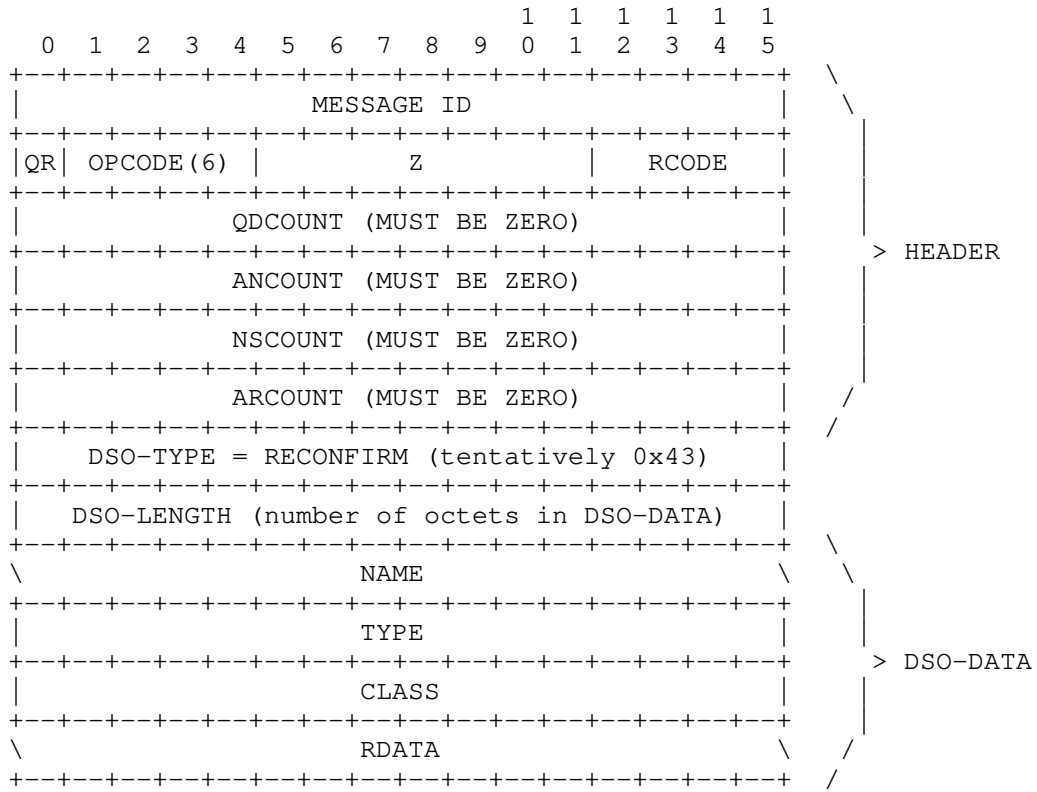 1  1  1  1  1  1
  0  1  2  3  4  5  6  7  8  9  0  1  2  3  4  5
+--+--+--+--+--+--+--+--+--+--+--+--+--+--+--+--+  \
|                  MESSAGE ID                   |   \
+--+--+--+--+--+--+--+--+--+--+--+--+--+--+--+--+    |
|QR| OPCODE(6) |         Z          |   RCODE   |    |
+--+--+--+--+--+--+--+--+--+--+--+--+--+--+--+--+    |
|             QDCOUNT (MUST BE ZERO)            |    |
+--+--+--+--+--+--+--+--+--+--+--+--+--+--+--+--+     > HEADER
|             ANCOUNT (MUST BE ZERO)            |    |
+--+--+--+--+--+--+--+--+--+--+--+--+--+--+--+--+    |
|             NSCOUNT (MUST BE ZERO)            |    |
+--+--+--+--+--+--+--+--+--+--+--+--+--+--+--+--+    |
|             ARCOUNT (MUST BE ZERO)            |   /
+--+--+--+--+--+--+--+--+--+--+--+--+--+--+--+--+  /
|    DSO-TYPE = RECONFIRM (tentatively 0x43)    |
+--+--+--+--+--+--+--+--+--+--+--+--+--+--+--+--+
|   DSO-LENGTH (number of octets in DSO-DATA)   |
+--+--+--+--+--+--+--+--+--+--+--+--+--+--+--+--+  \
\                     NAME                      \   \
+--+--+--+--+--+--+--+--+--+--+--+--+--+--+--+--+    |
|                     TYPE                      |    |
+--+--+--+--+--+--+--+--+--+--+--+--+--+--+--+--+     > DSO-DATA
|                     CLASS                     |    |
+--+--+--+--+--+--+--+--+--+--+--+--+--+--+--+--+    |
\                     RDATA                     \   /
+--+--+--+--+--+--+--+--+--+--+--+--+--+--+--+--+  /